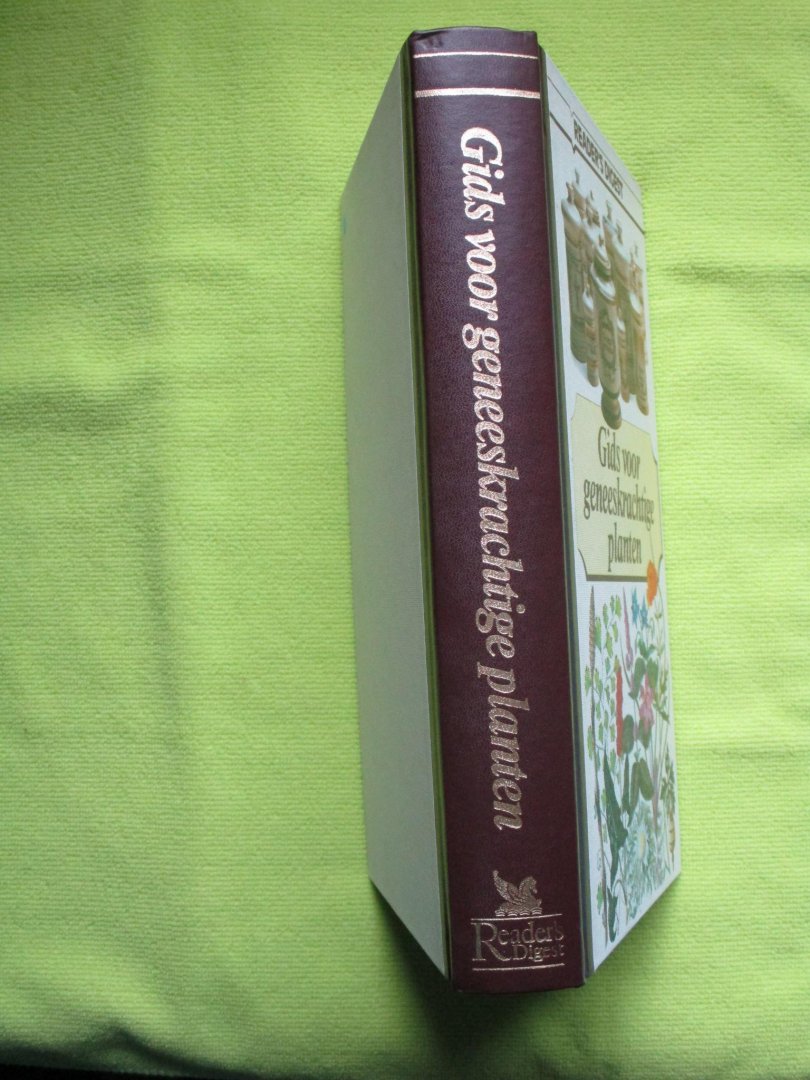 Gids voor geneeskrachtige planten
Reader's
Digest
READER'S DIGEST
Gids voor
geneeskrachtige
planten